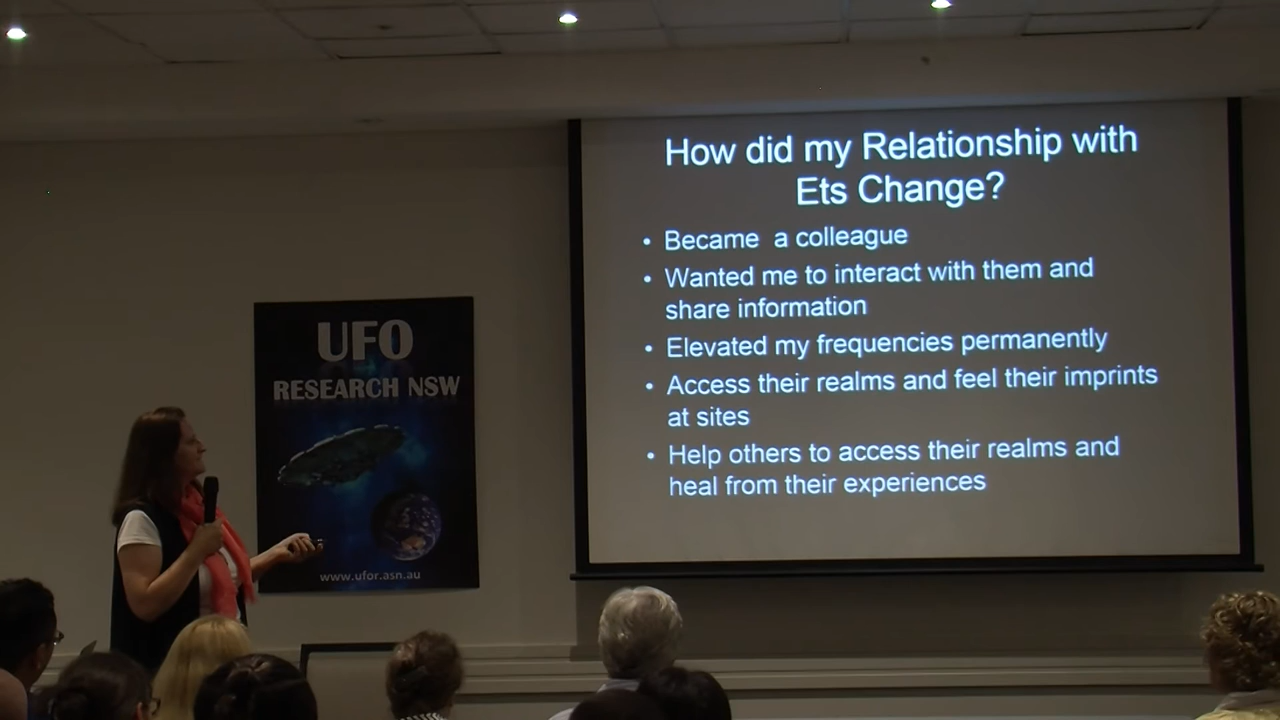 How did my Relationship with
Ets Change?
• Became a colleague
• Wanted me to interact with them and
share information
• Elevated my frequencies permanently
• Access their realms and feel their imprints
at sites
• Help others to access their realms and
heal from their experiences
UFO
RESEARCH NSW
www.ufor.asn.au